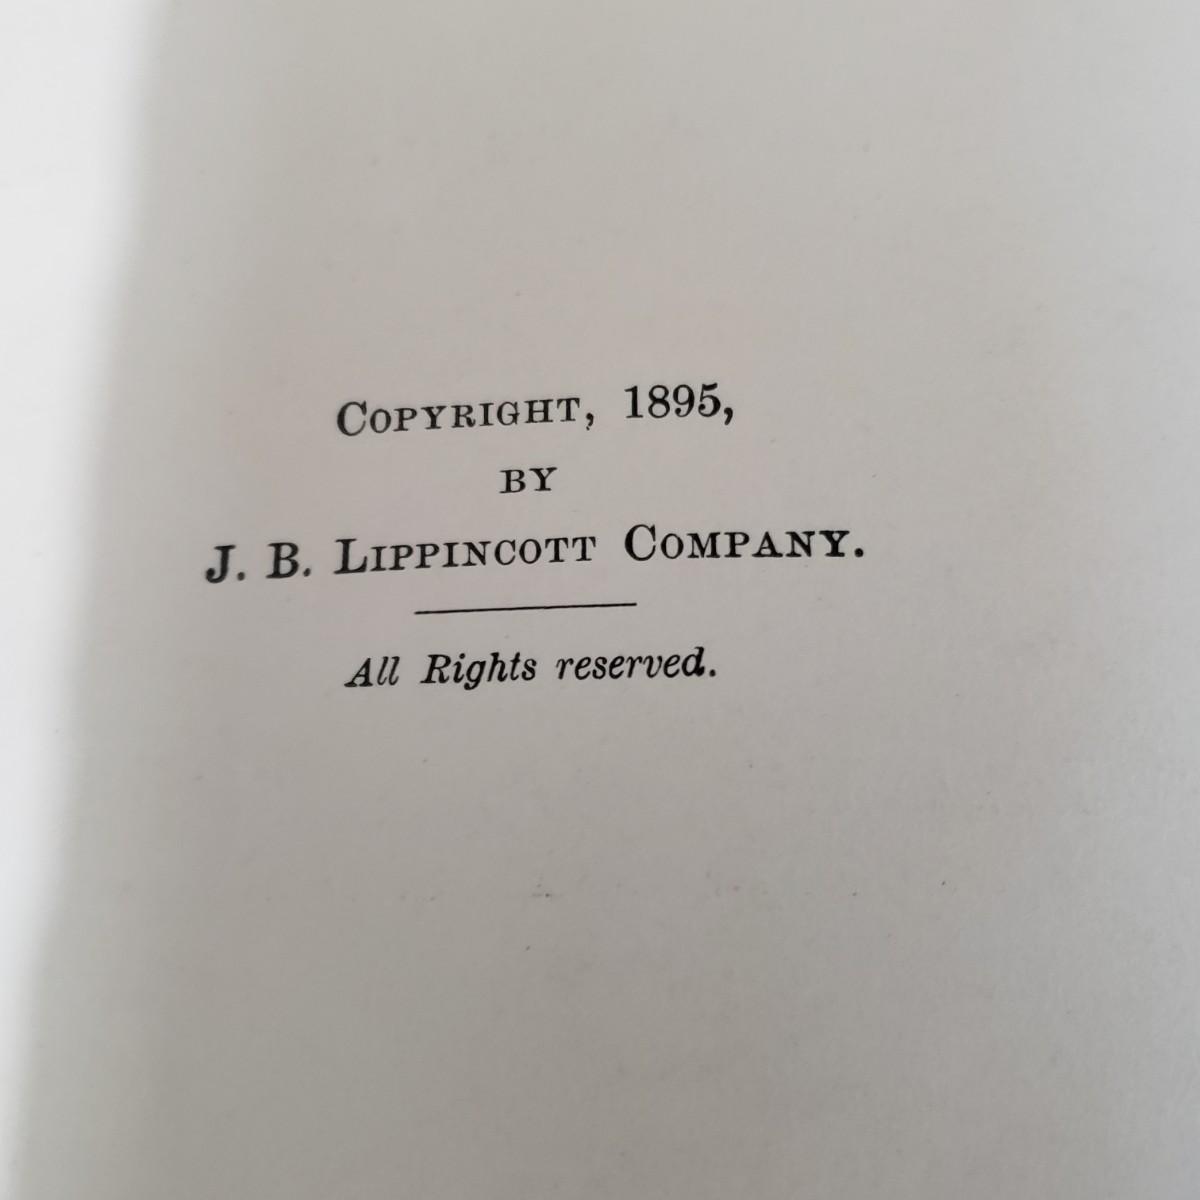 Copyright, 1895,
by
J. B. Lippincott Company.
All Rights reserved.